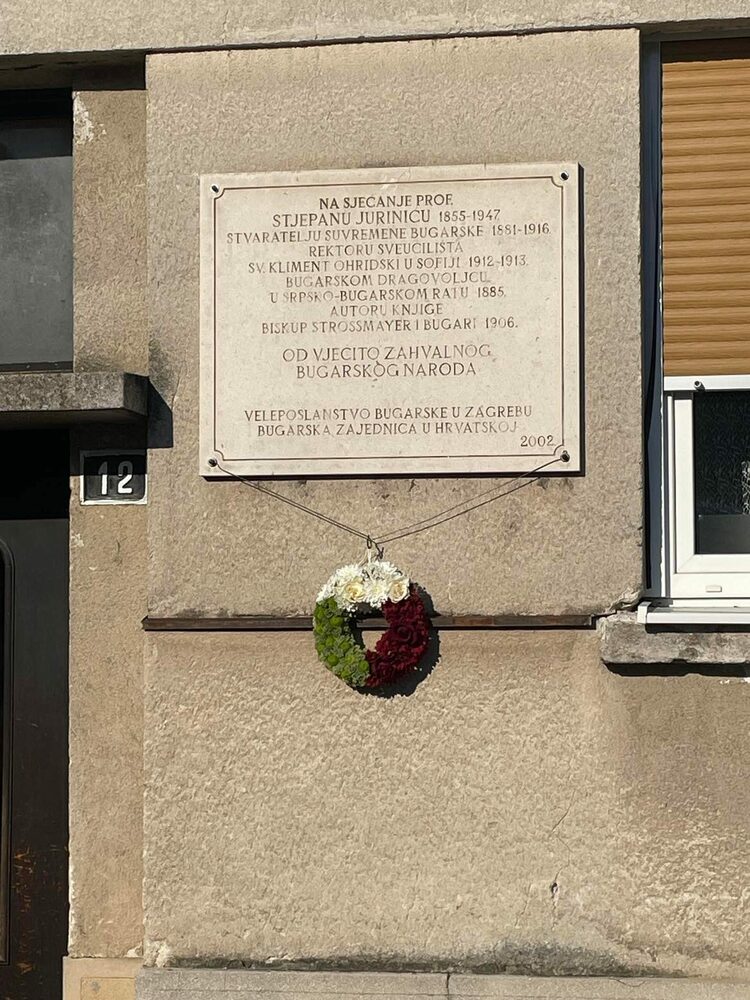 NA SJECANJE PROF.
STJEPANU JURINICU 1855-1947.
STVARATELJU SUVREMENE BUGARSKE 1881-1916.
REKTORU SVEUCILISTA
SV. KLIMENT OHRIDSKI U SOFIJI 1912-1913.
BUGARSKOM DRAGOVOLJCU
U SRPSKO-BUGARSKOM RATU 1885.
AUTORU KNJIGE
BISKUP STROSSMAYER I BUGARI 1906.
OD VJECITO ZAHVALNOG
BUGARSKOG NARODA
VELEPOSLANSTVO BUGARSKE U ZAGREBU
BUGARSKA ZAJEDNICA U HRVATSKOJ
2002.
12